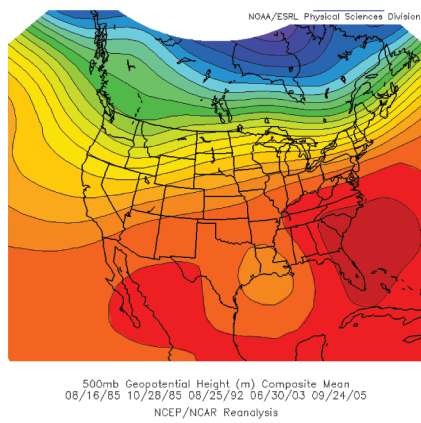 NOAA/ESRL Physical Sciences Division
500mb Geopotential Height (m) Composite Mean
08/16/85 10/28/85 08/25/92 06/30/03 09/24/05
NCEP/NCAR Reanalysis